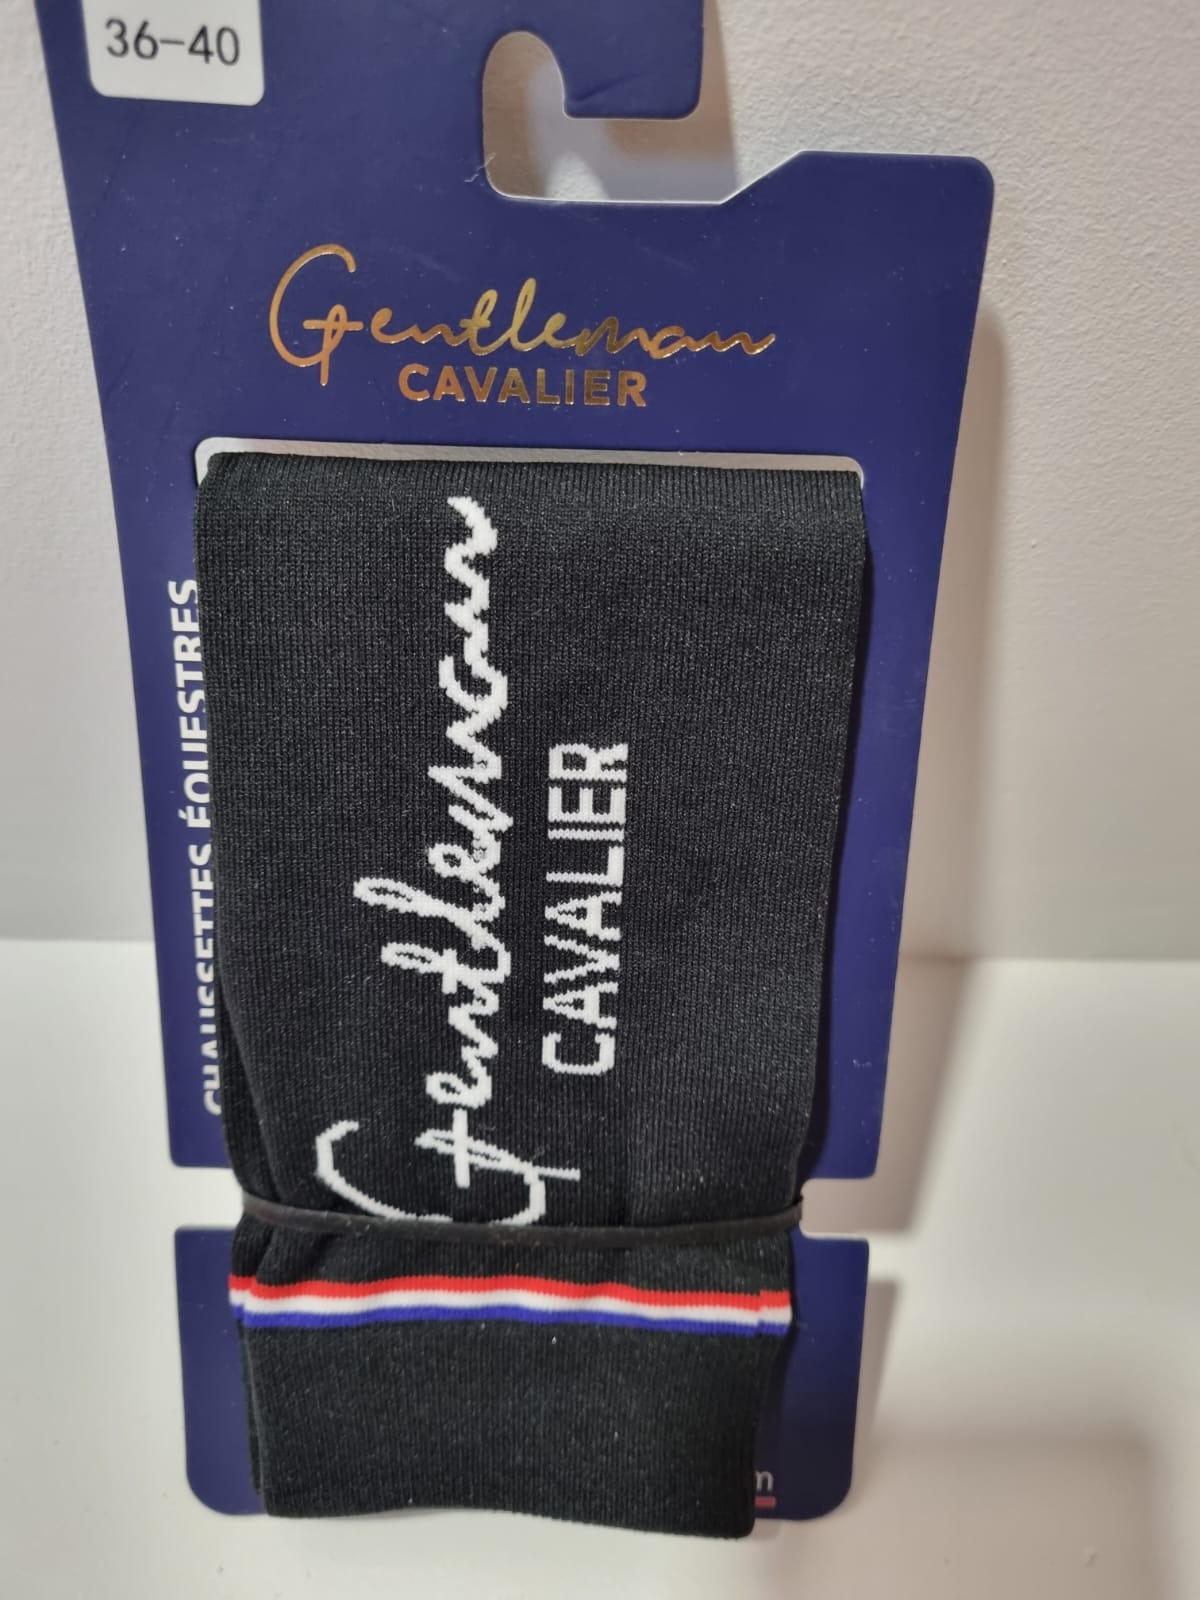 36-40
Gentleman
CAVALIER
CHAUSSETTES ÉQUESTRES
Gentleman
CAVALIER